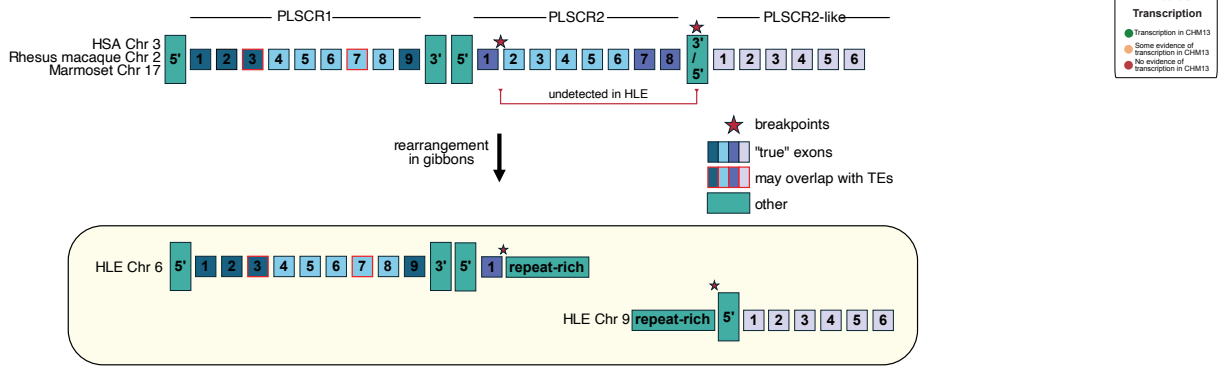 PLSCR1 PLSCR2 PLSCR2-like
HSA Chr 3
Rhesus macaque Chr 2
Marmoset Chr 17
5' 1 2 3 4 5 6 7 8 9 3' 5' 1 2 3 4 5 6 7 8 3' / 5' 1 2 3 4 5 6
undetected in HLE
Transcription
Transcription in CHM13
Some evidence of
transcription in CHM13
No evidence of
transcription in CHM13
rearrangement
in gibbons
breakpoints
"true" exons
may overlap with TEs
other
HLE Chr 6 5' 1 2 3 4 5 6 7 8 9 3' 5' 1 repeat-rich
HLE Chr 9 repeat-rich 5' 1 2 3 4 5 6